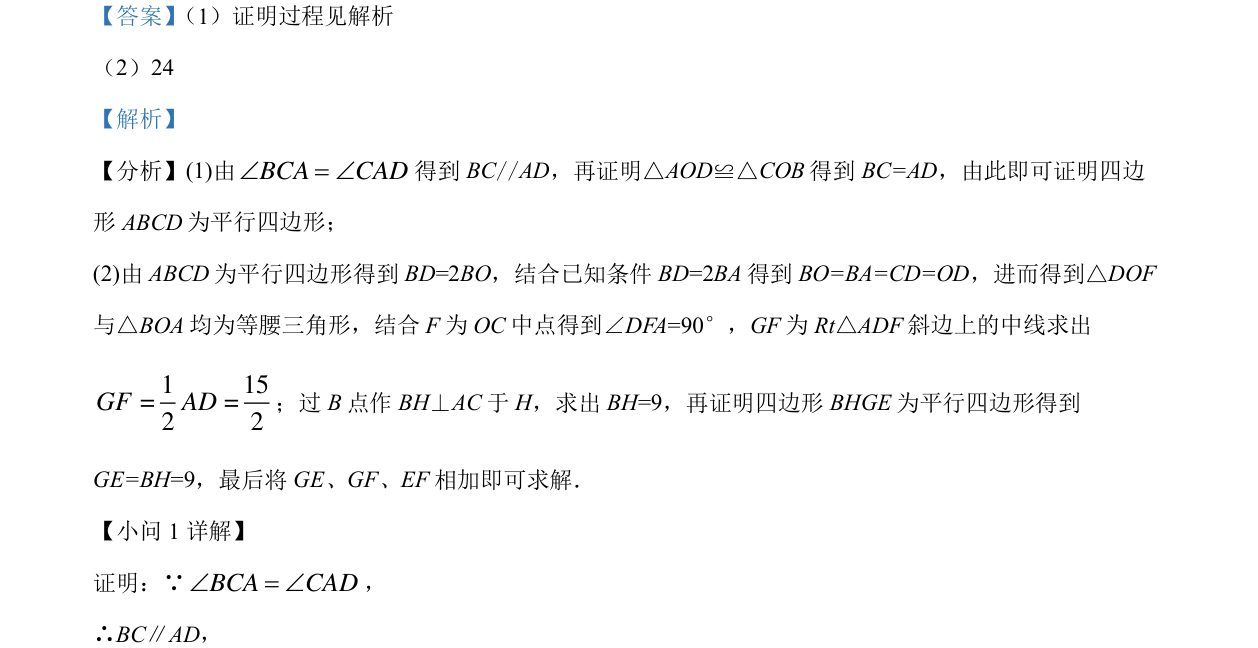 【答案】（1）证明过程见解析
（2）24
【解析】
【分析】(1)由∠BCA = ∠CAD 得到 BC//AD，再证明△AOD≌△COB 得到 BC=AD，由此即可证明四边
形 ABCD 为平行四边形；
(2)由 ABCD 为平行四边形得到 BD=2BO，结合已知条件 BD=2BA 得到 BO=BA=CD=OD，进而得到△DOF
与△BOA 均为等腰三角形，结合 F 为 OC 中点得到∠DFA=90°，GF 为 Rt△ADF 斜边上的中线求出
GF = 1/2 AD = 15/2；过 B 点作 BH⊥AC 于 H，求出 BH=9，再证明四边形 BHGE 为平行四边形得到
GE=BH=9，最后将 GE、GF、EF 相加即可求解．
【小问 1 详解】
证明：∵∠BCA = ∠CAD，
∴BC∥AD，